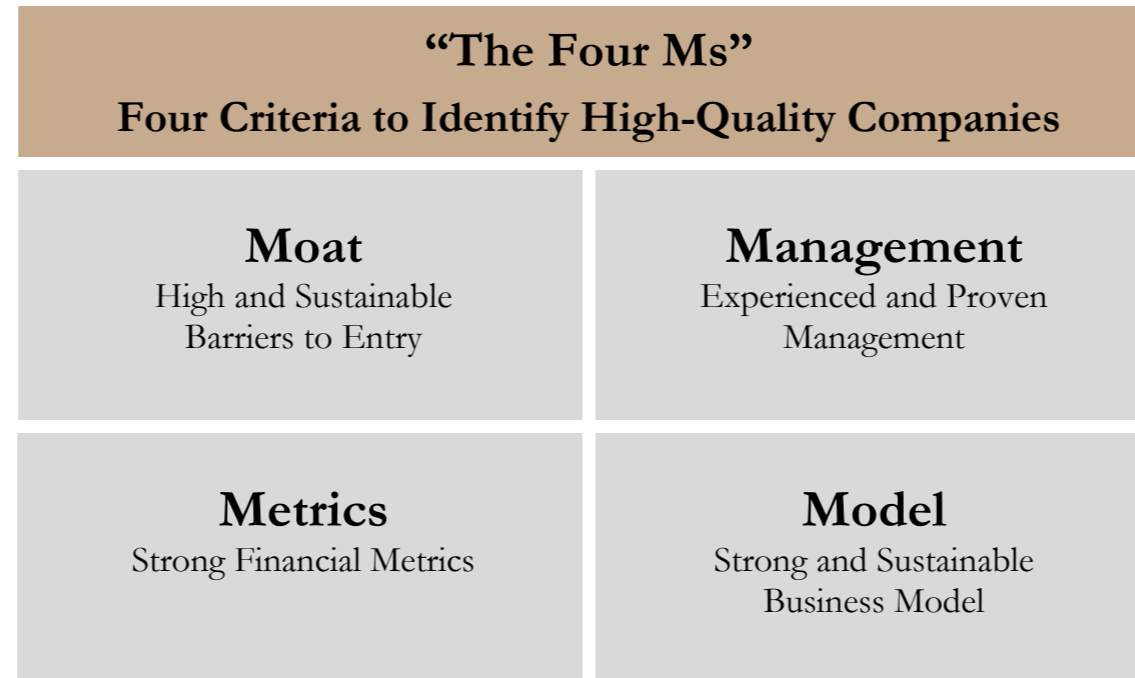 “The Four Ms”
Four Criteria to Identify High-Quality Companies
Moat
High and Sustainable
Barriers to Entry
Management
Experienced and Proven
Management
Metrics
Strong Financial Metrics
Model
Strong and Sustainable
Business Model